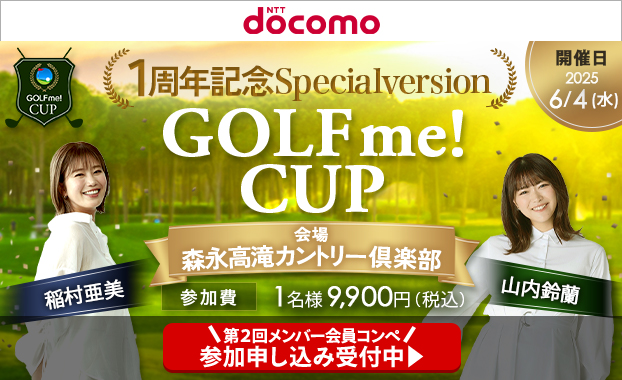 NTT
docomo
1周年記念Specialversion
開催日
2025
6/4(水)
GOLFme!
CUP
GOLFme!
CUP
会場
森永高滝カントリー倶楽部
稲村亜美
山内鈴蘭
参加費 1名様9,900円(税込)
\第2回メンバー会員コンペ/
参加申し込み受付中▶